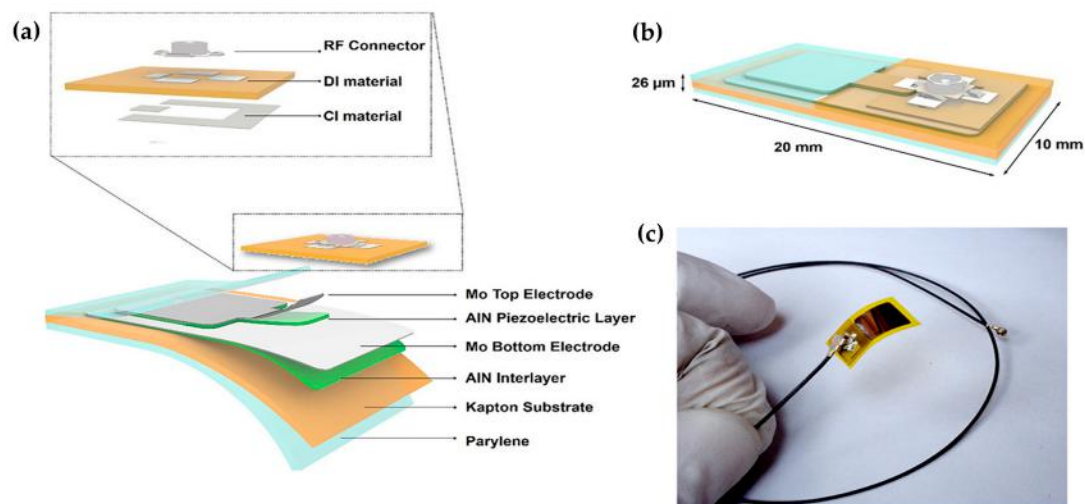 (a)
RF Connector
DI material
CI material
Mo Top Electrode
AlN Piezoelectric Layer
Mo Bottom Electrode
AlN Interlayer
Kapton Substrate
Parylene
(b)
26 µm
20 mm
10 mm
(c)